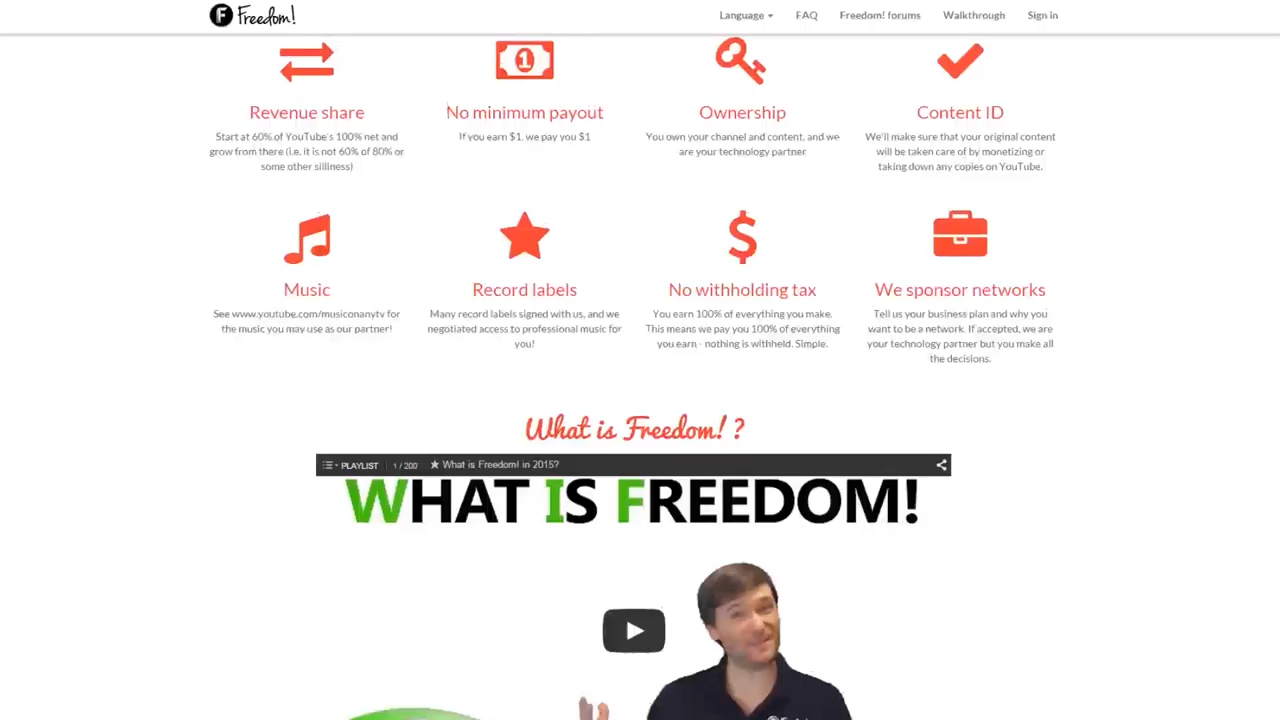 F Freedom!
Language FAQ Freedom! forums Walkthrough Sign in
1
Revenue share
Start at 60% of YouTube's 100% net and
grow from there (i.e. it is not 60% of 80% or
some other silliness)
No minimum payout
If you earn $1, we pay you $1
Ownership
You own your channel and content, and we
are your technology partner
Content ID
We'll make sure that your original content
will be taken care of by monetizing or
taking down any copies on YouTube.
Music
See www.youtube.com/musiconanytv for
the music you may use as our partner!
Record labels
Many record labels signed with us, and we
negotiated access to professional music for
you!
$
No withholding tax
You earn 100% of everything you make.
This means we pay you 100% of everything
you earn - nothing is withheld. Simple.
We sponsor networks
Tell us your business plan and why you
want to be a network. If accepted, we are
your technology partner but you make all
the decisions.
What is Freedom! ?
PLAYLIST 1 / 200 ★ What is Freedom! in 2015?
WHAT IS FREEDOM!